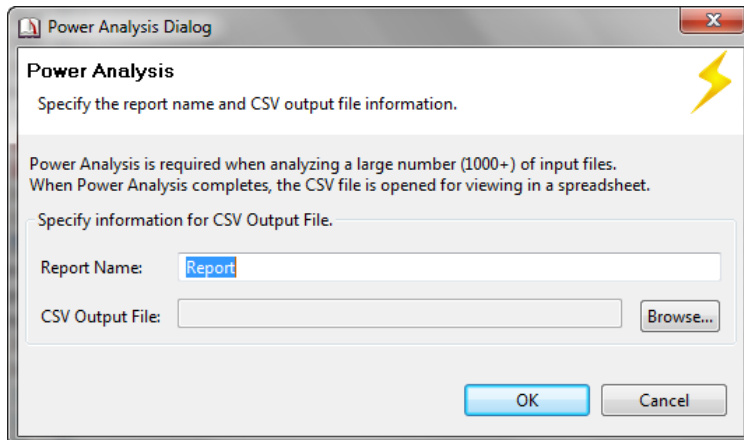 Power Analysis Dialog
Power Analysis
Specify the report name and CSV output file information.
Power Analysis is required when analyzing a large number (1000+) of input files.
When Power Analysis completes, the CSV file is opened for viewing in a spreadsheet.
Specify information for CSV Output File.
Report Name: Report
CSV Output File: Browse...
OK Cancel